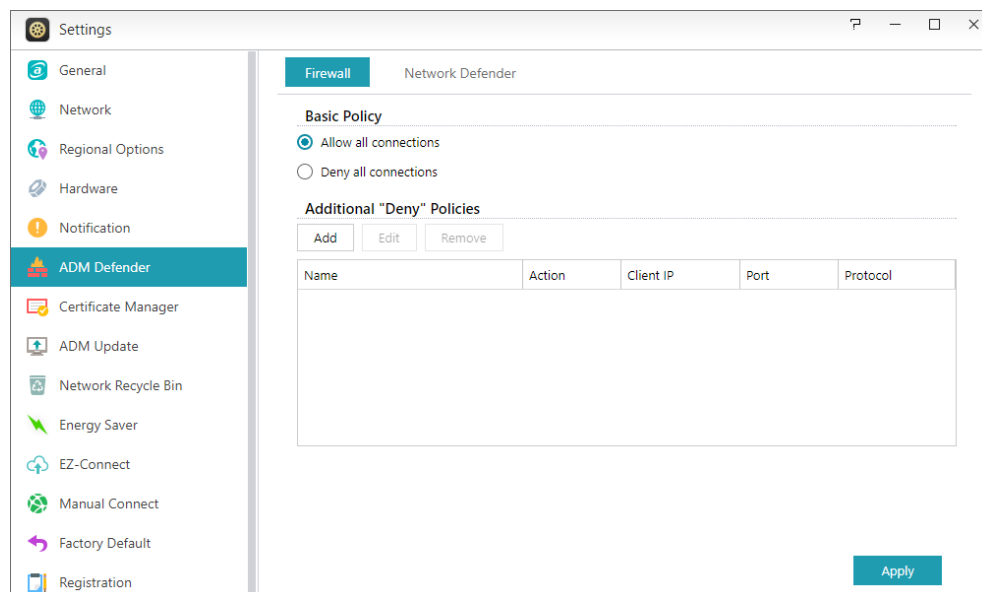 Settings
General
Network
Regional Options
Hardware
Notification
ADM Defender
Certificate Manager
ADM Update
Network Recycle Bin
Energy Saver
EZ-Connect
Manual Connect
Factory Default
Registration
Firewall Network Defender
Basic Policy
Allow all connections
Deny all connections
Additional "Deny" Policies
Add Edit Remove
Name Action Client IP Port Protocol
Apply